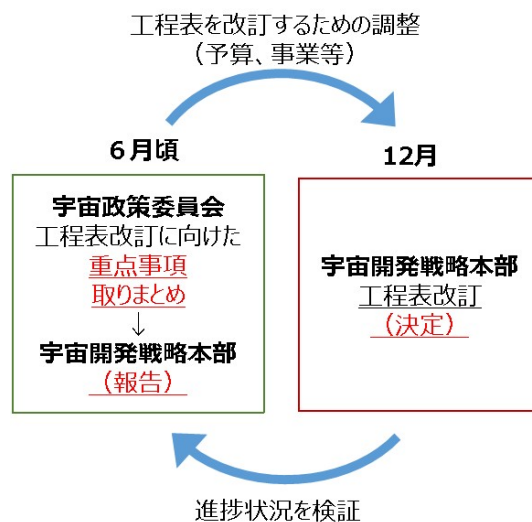 工程表を改訂するための調整
（予算、事業等）
６月頃
宇宙政策委員会
工程表改訂に向けた
重点事項
取りまとめ
↓
宇宙開発戦略本部
（報告）
12月
宇宙開発戦略本部
工程表改訂
（決定）
進捗状況を検証